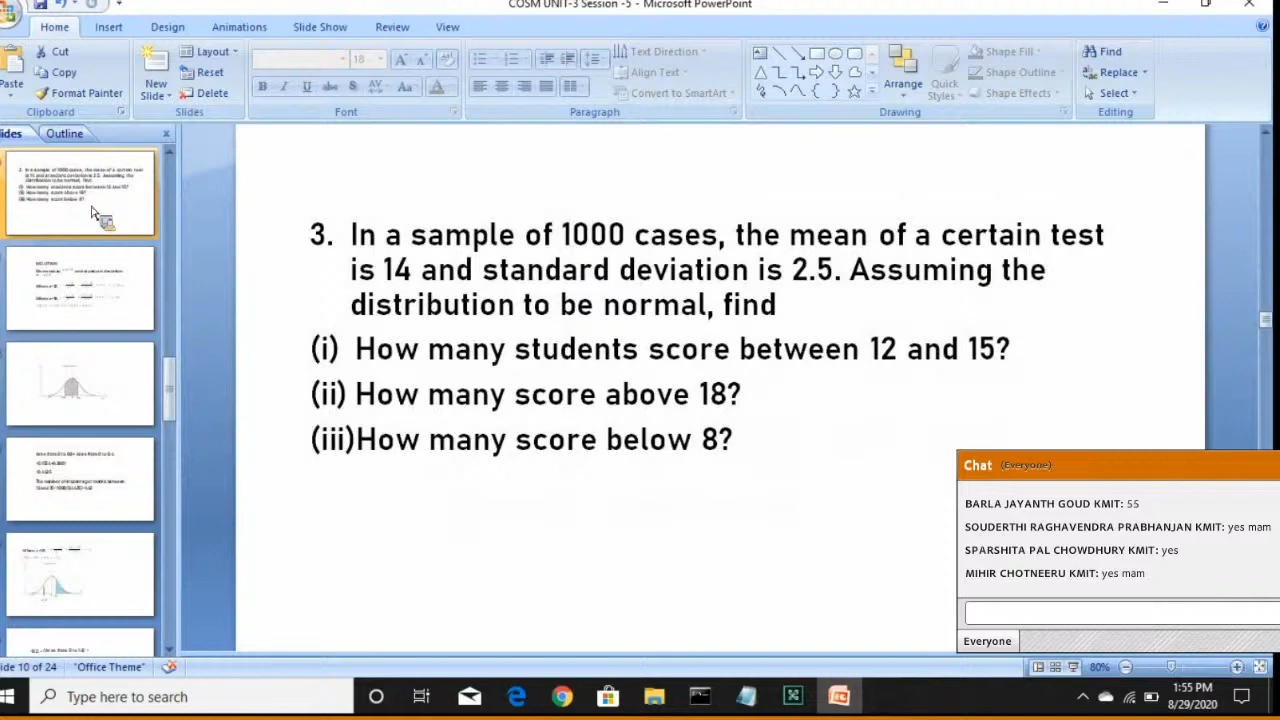 COSM UNIT-3 Session -5 - Microsoft PowerPoint
Home Insert Design Animations Slide Show Review View
Cut
Copy
Format Painter
Paste
Clipboard
New Slide
Layout
Reset
Delete
Slides
18
Font
Paragraph
Text Direction
Align Text
Convert to SmartArt
Arrange
Quick Styles
Shape Fill
Shape Outline
Shape Effects
Drawing
Find
Replace
Select
Editing
Outline
3. In a sample of 1000 cases, the mean of a certain test
is 14 and standard deviation is 2.5. Assuming the
distribution to be normal, find
(i) How many students score between 12 and 15?
(ii) How many score above 18?
(iii)How many score below 8?
Chat (Everyone)
BARLA JAYANTH GOUD KMIT: 55
SOUDERTHI RAGHAVENDRA PRABHANJAN KMIT: yes mam
SPARSHITA PAL CHOWDHURY KMIT: yes
MIHIR CHOTNEERU KMIT: yes mam
Everyone
lide 10 of 24 "Office Theme" 80%
Type here to search
1:55 PM
8/29/2020